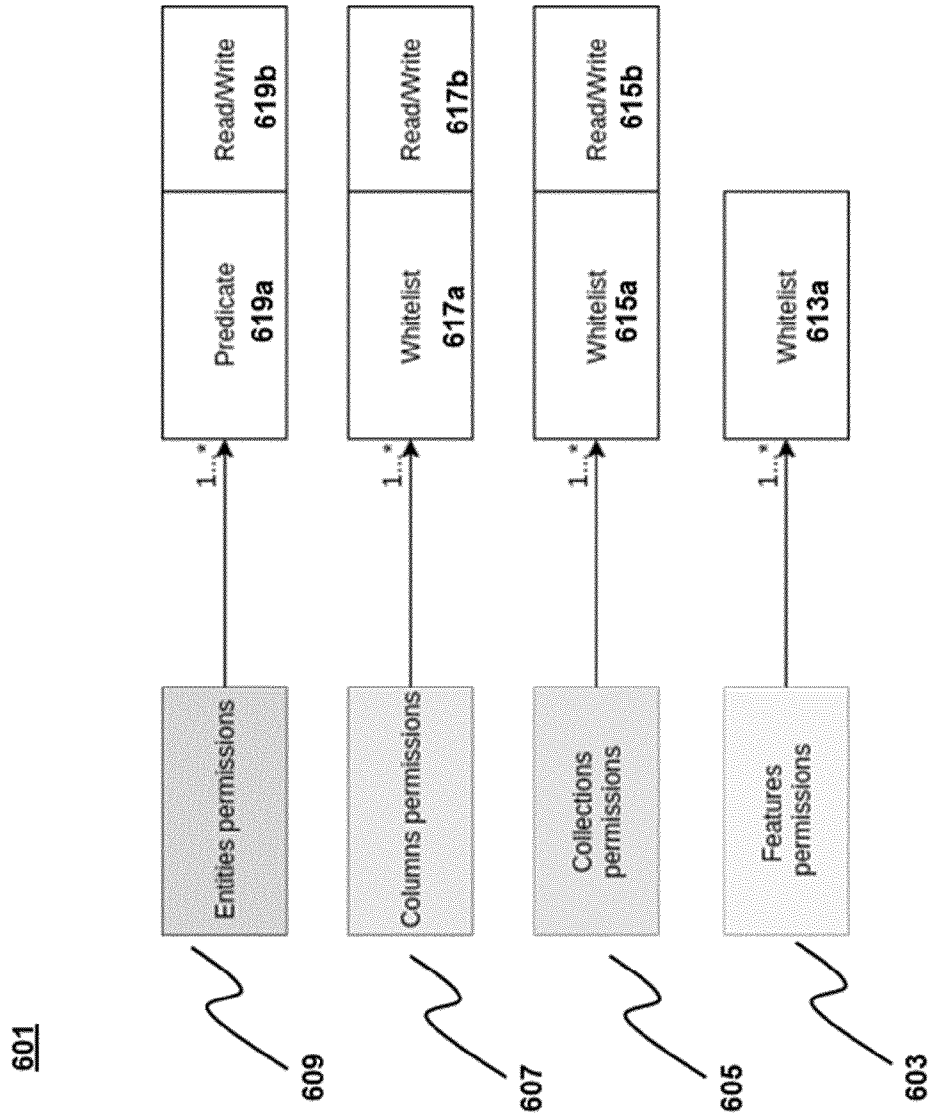 601
609
Entities permissions
1...*
Predicate
619a
Read/Write
619b
607
Columns permissions
1...*
Whitelist
617a
Read/Write
617b
605
Collections
permissions
1...*
Whitelist
615a
Read/Write
615b
603
Features
permissions
1...*
Whitelist
613a